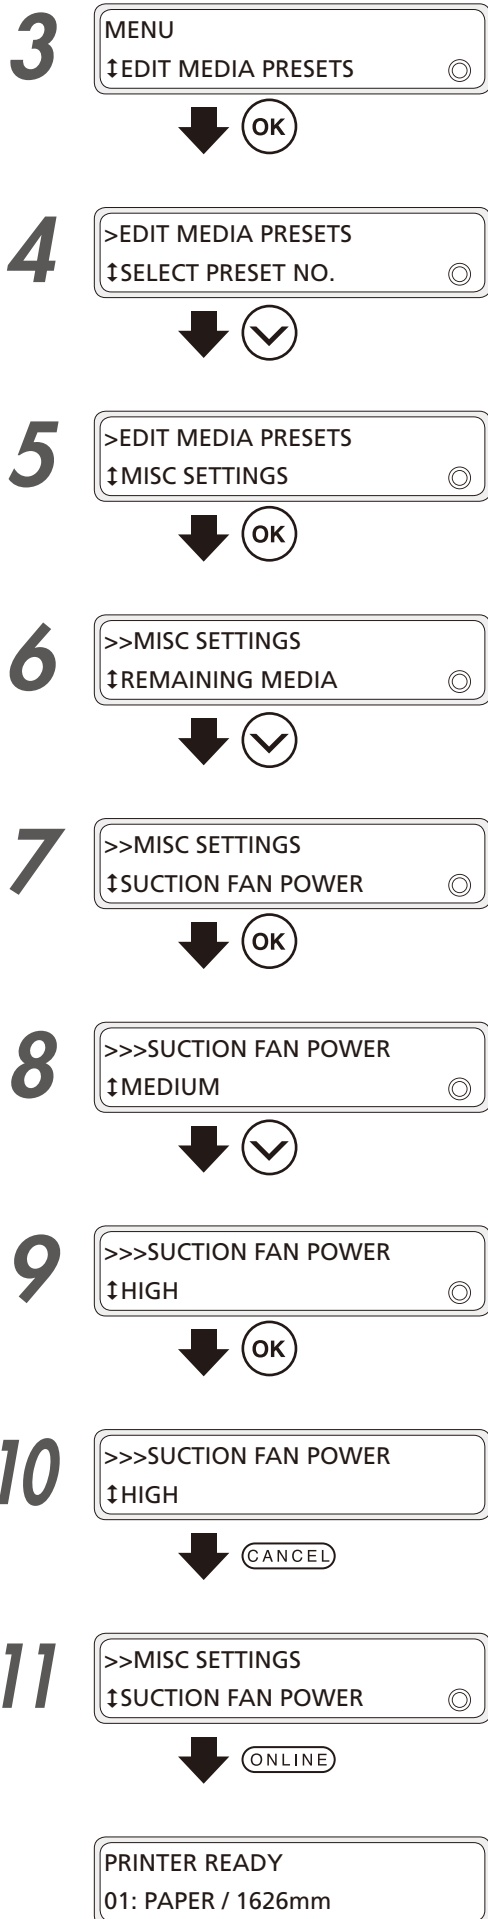 3
MENU
↕EDIT MEDIA PRESETS
OK
4
>EDIT MEDIA PRESETS
↕SELECT PRESET NO.
5
>EDIT MEDIA PRESETS
↕MISC SETTINGS
OK
6
>>MISC SETTINGS
↕REMAINING MEDIA
7
>>MISC SETTINGS
↕SUCTION FAN POWER
OK
8
>>>SUCTION FAN POWER
↕MEDIUM
9
>>>SUCTION FAN POWER
↕HIGH
OK
10
>>>SUCTION FAN POWER
↕HIGH
CANCEL
11
>>MISC SETTINGS
↕SUCTION FAN POWER
ONLINE
PRINTER READY
01: PAPER / 1626mm